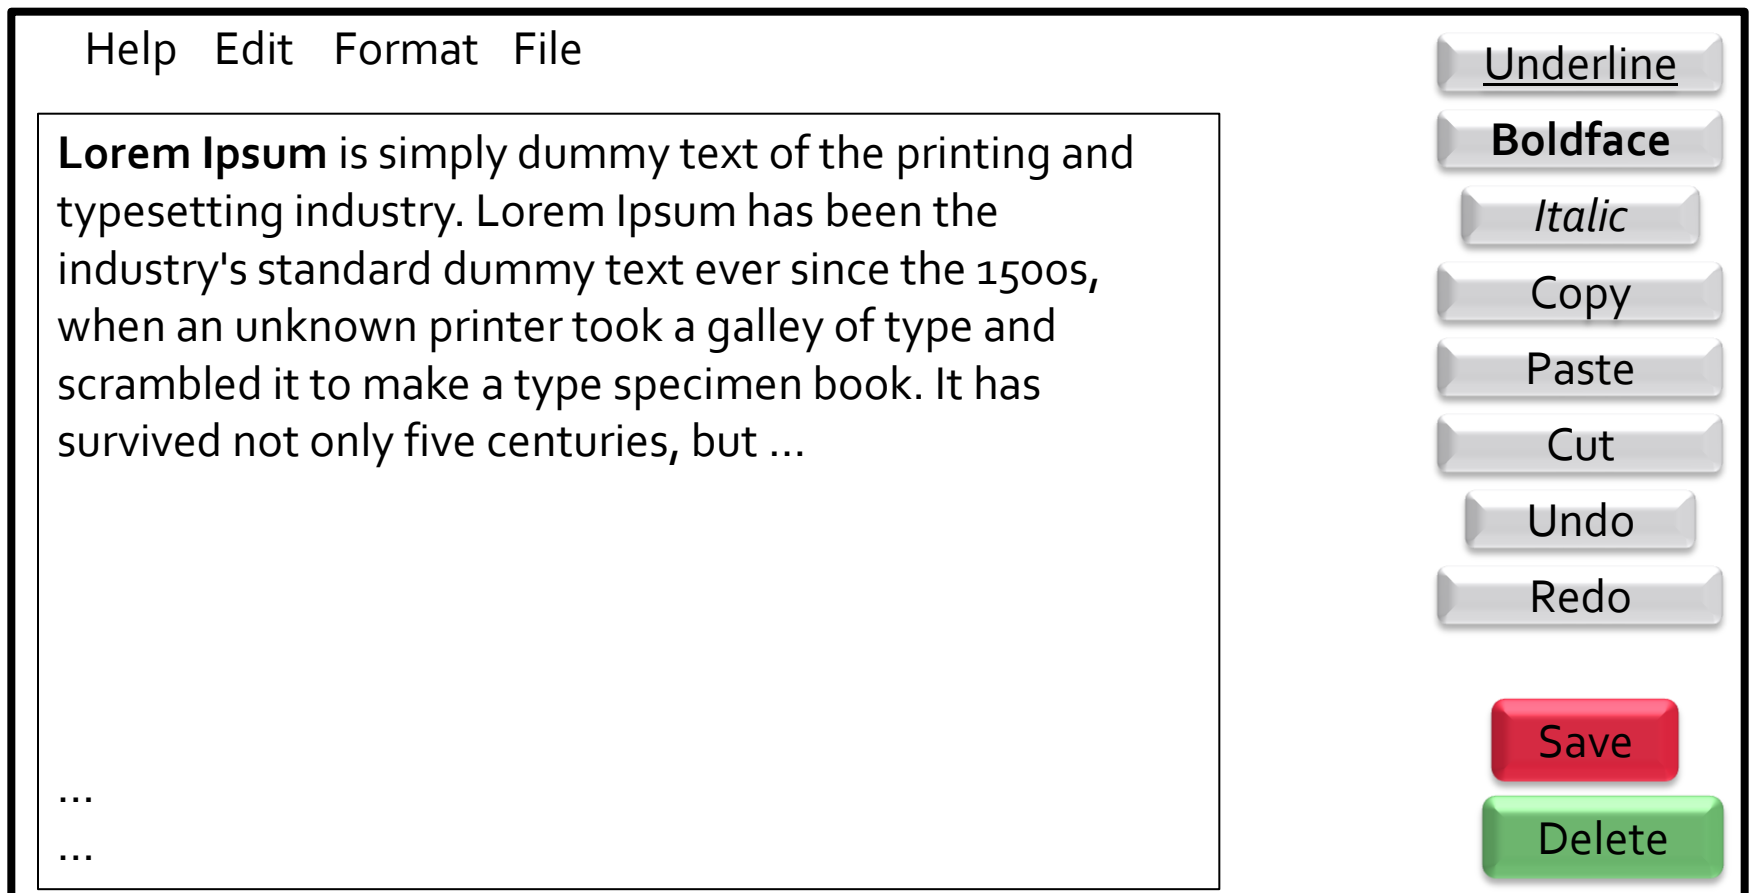 Help Edit Format File
Lorem Ipsum is simply dummy text of the printing and
typesetting industry. Lorem Ipsum has been the
industry's standard dummy text ever since the 1500s,
when an unknown printer took a galley of type and
scrambled it to make a type specimen book. It has
survived not only five centuries, but ...
...
...
Underline
Boldface
Italic
Copy
Paste
Cut
Undo
Redo
Save
Delete